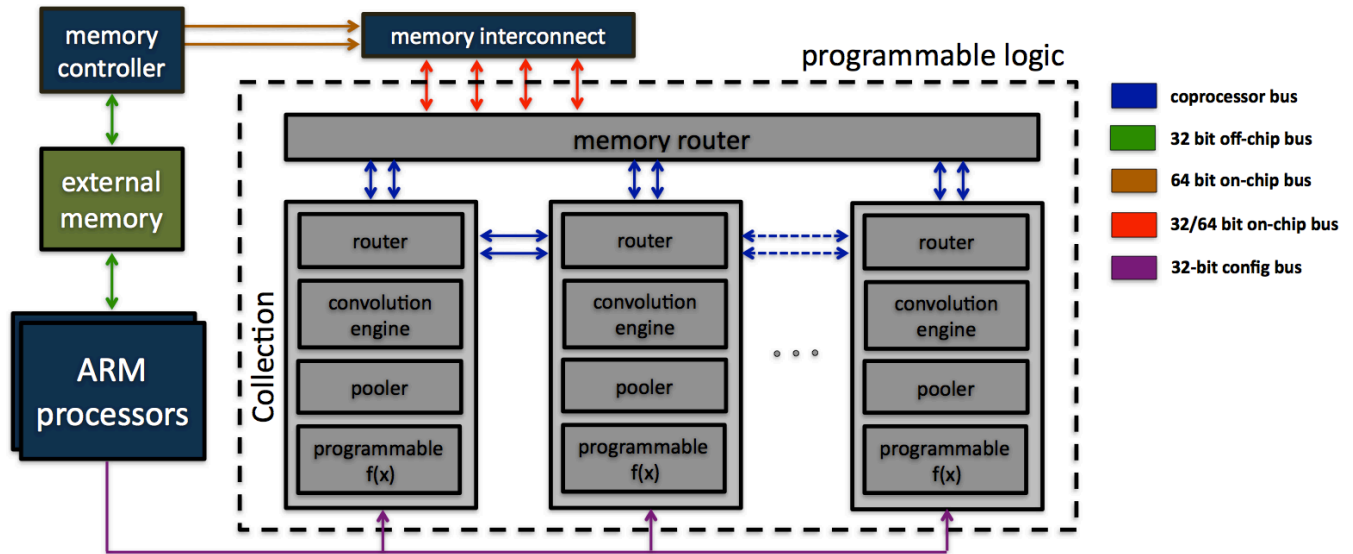 memory
controller
memory interconnect
programmable logic
external
memory
ARM
processors
memory router
Collection
router
convolution
engine
pooler
programmable
f(x)
router
convolution
engine
pooler
programmable
f(x)
...
router
convolution
engine
pooler
programmable
f(x)
coprocessor bus
32 bit off-chip bus
64 bit on-chip bus
32/64 bit on-chip bus
32-bit config bus